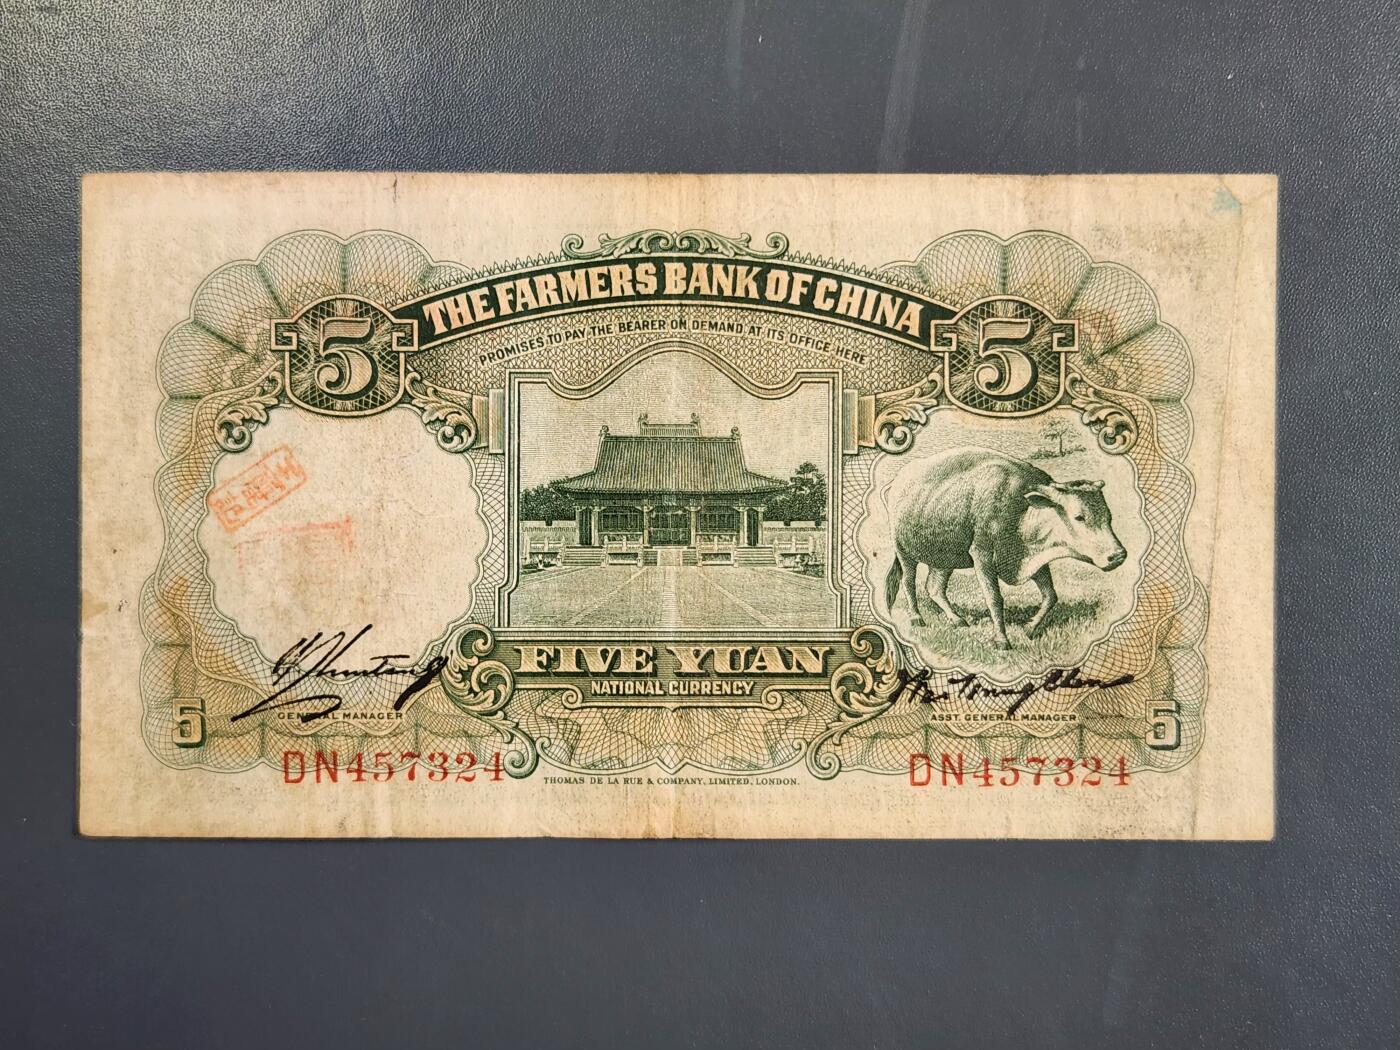 THE FARMERS BANK OF CHINA
PROMISES TO PAY THE BEARER ON DEMAND AT ITS OFFICE HERE
5
5
FIVE YUAN
NATIONAL CURRENCY
GENERAL MANAGER
ASST. GENERAL MANAGER
5
5
DN457324
DN457324
THOMAS DE LA RUE & COMPANY, LIMITED, LONDON.